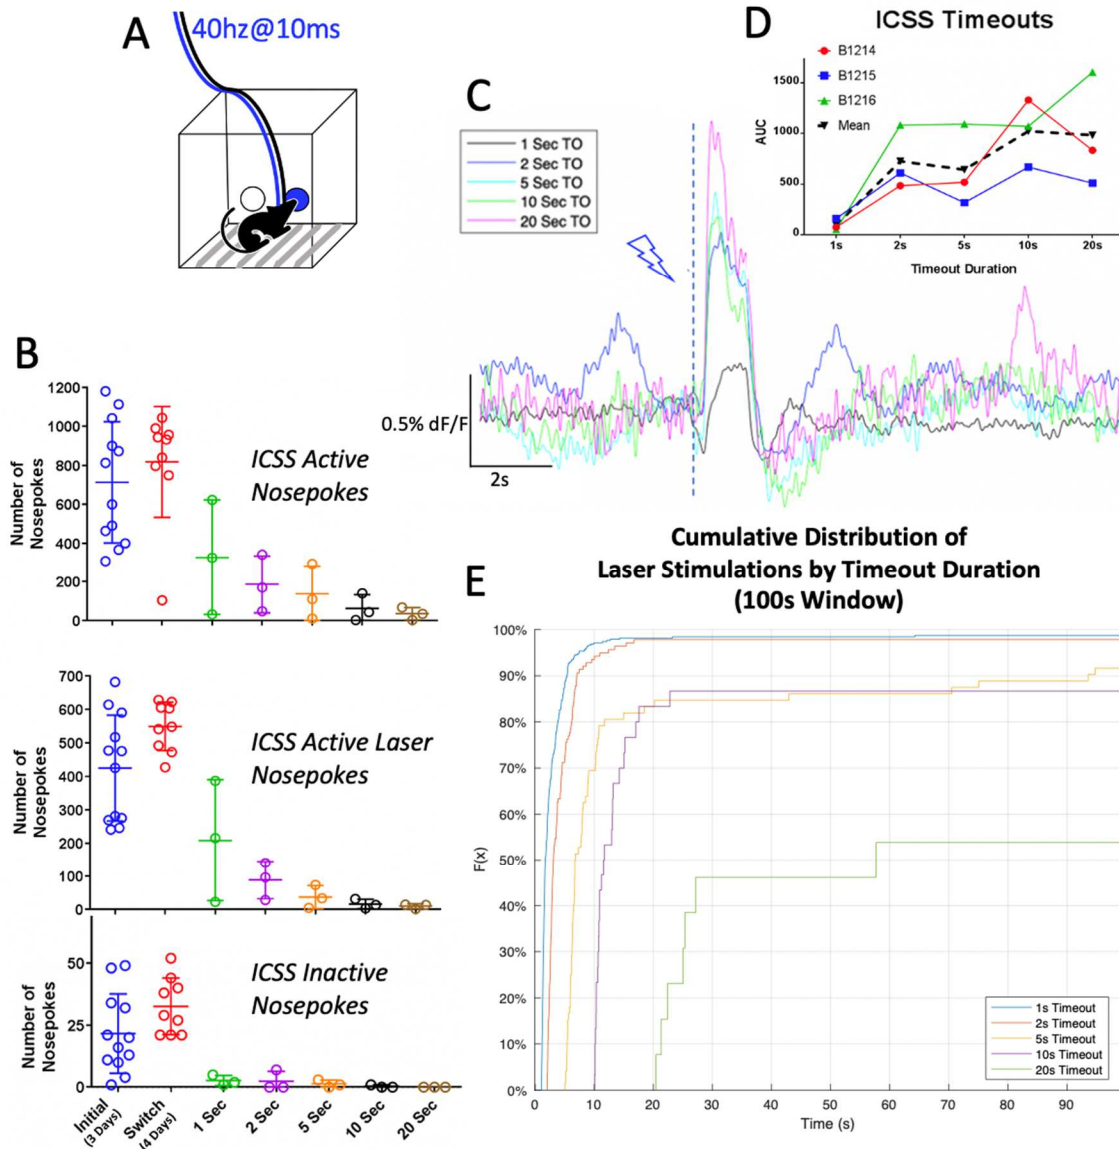 A
40hz@10ms
B
1200
1000
800
600
400
200
0
Number of
Nosepokes
ICSS Active
Nosepokes
700
600
500
400
300
200
100
0
Number of
Nosepokes
ICSS Active Laser
Nosepokes
50
25
0
Number of
Nosepokes
ICSS Inactive
Nosepokes
Initial
(3 Days)
Switch
(4 Days)
1 Sec
2 Sec
5 Sec
10 Sec
20 Sec
C
1 Sec TO
2 Sec TO
5 Sec TO
10 Sec TO
20 Sec TO
0.5% dF/F
2s
D
ICSS Timeouts
B1214
B1215
B1216
Mean
AUC
1500
1000
500
0
1s
2s
5s
10s
20s
Timeout Duration
E
Cumulative Distribution of
Laser Stimulations by Timeout Duration
(100s Window)
100%
90%
80%
70%
60%
50%
40%
30%
20%
10%
0%
F(x)
0
10
20
30
40
50
60
70
80
90
Time (s)
1s Timeout
2s Timeout
5s Timeout
10s Timeout
20s Timeout